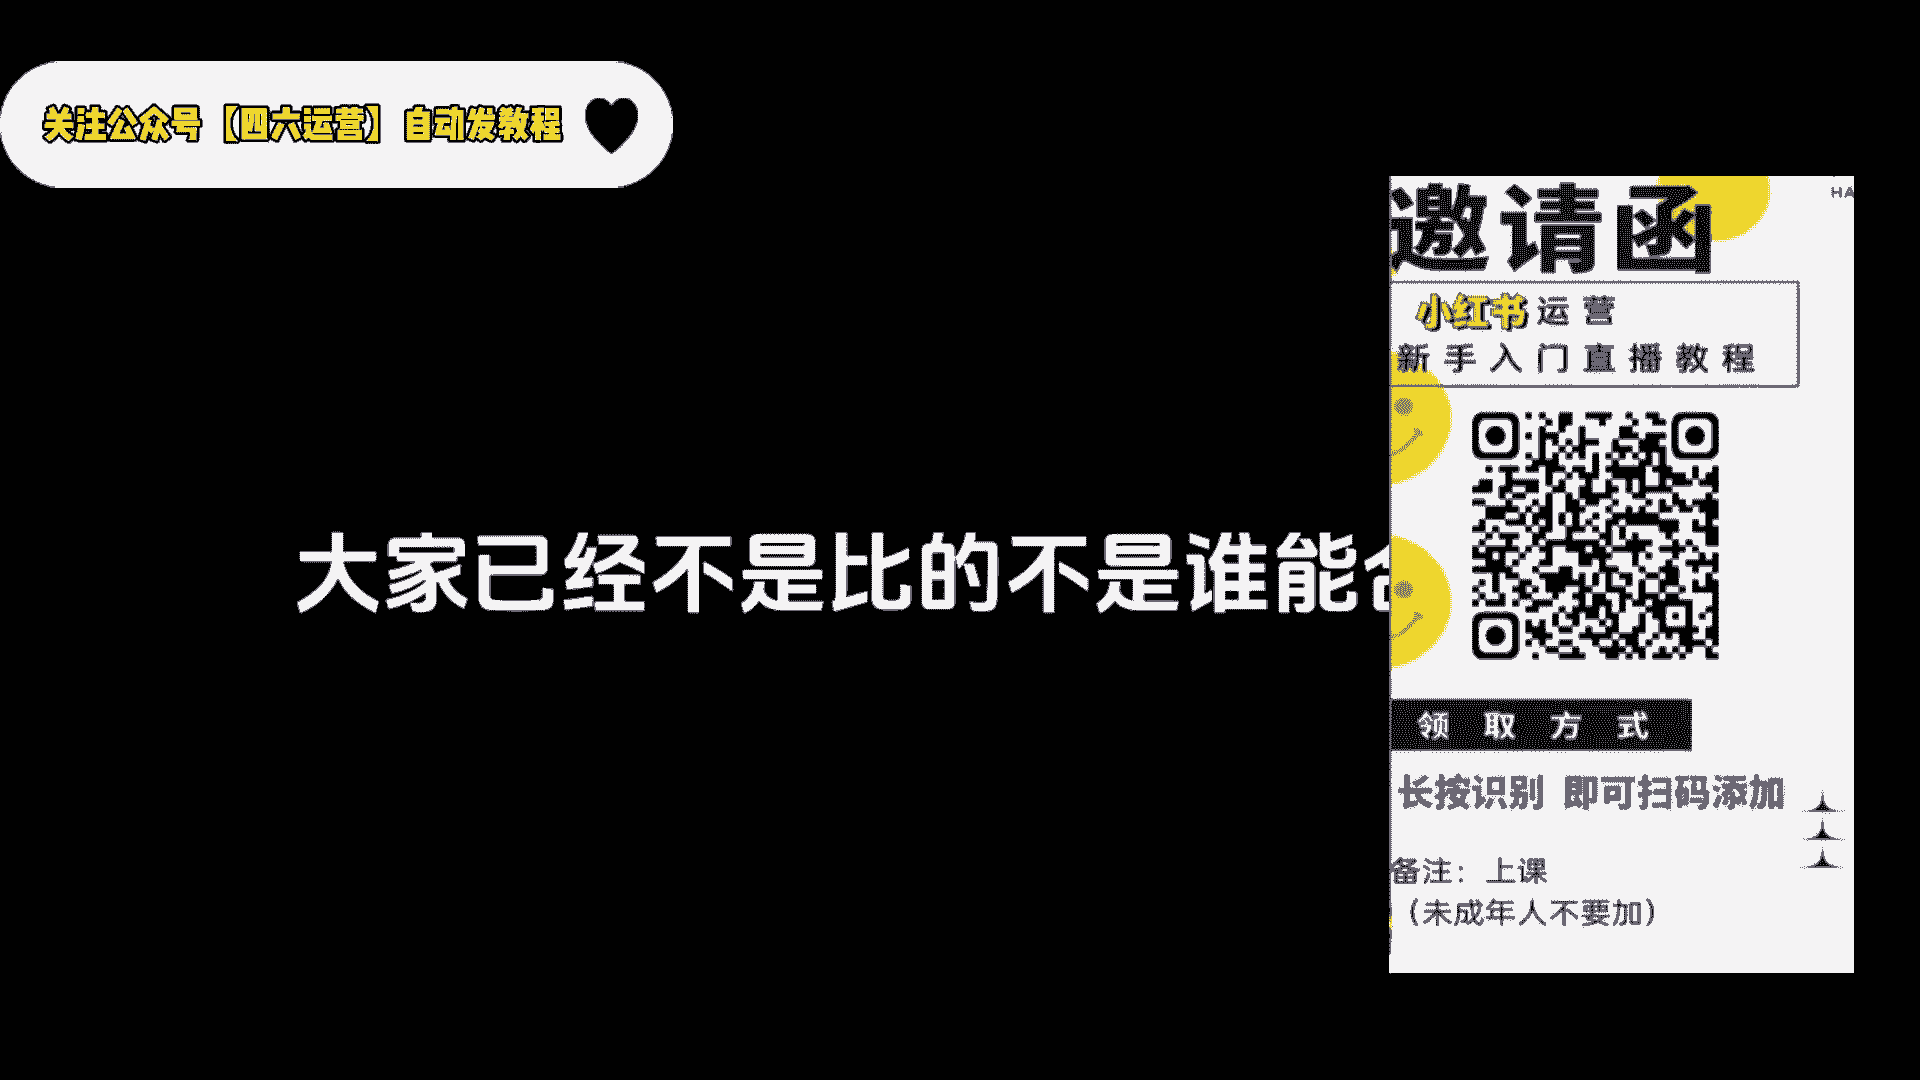 关注公众号【四六运营】 自动发教程
大家已经不是比的不是谁能
HA
邀请函
小红书运营
新手入门直播教程
领取方式
长按识别 即可扫码添加
备注：上课
（未成年人不要加）